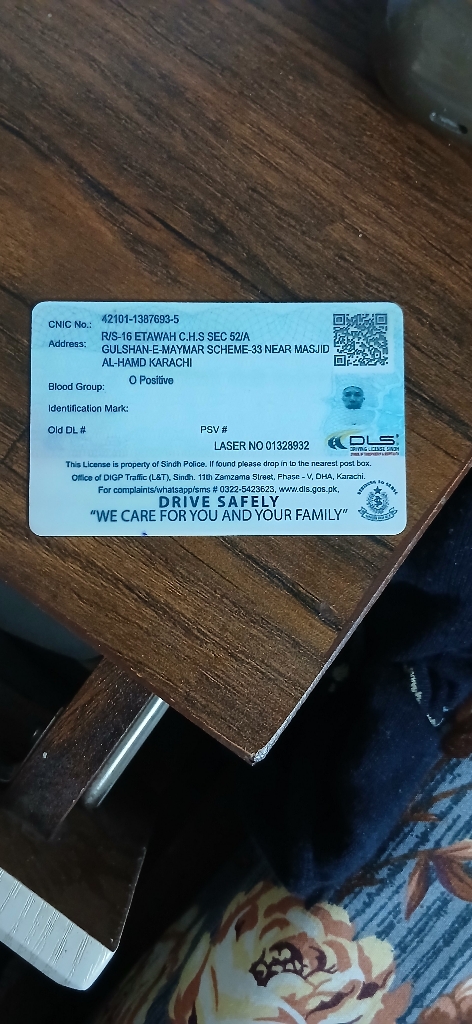 CNIC No.: 42101-1387693-5
Address: R/S-16 ETAWAH C.H.S SEC 52/A
GULSHAN-E-MAYMAR SCHEME-33 NEAR MASJID
AL-HAMD KARACHI
Blood Group: O Positive
Identification Mark:
Old DL # PSV #
LASER NO 01328932
DLS
DRIVING LICENSE SINDH
This License is property of Sindh Police. If found please drop in to the nearest post box.
Office of DIGP Traffic (L&T), Sindh. 11th Zamzama Street, Phase - V, DHA, Karachi.
For complaints/whatsapp/sms # 0322-5423623, www.dls.gos.pk,
DRIVE SAFELY
"WE CARE FOR YOU AND YOUR FAMILY"